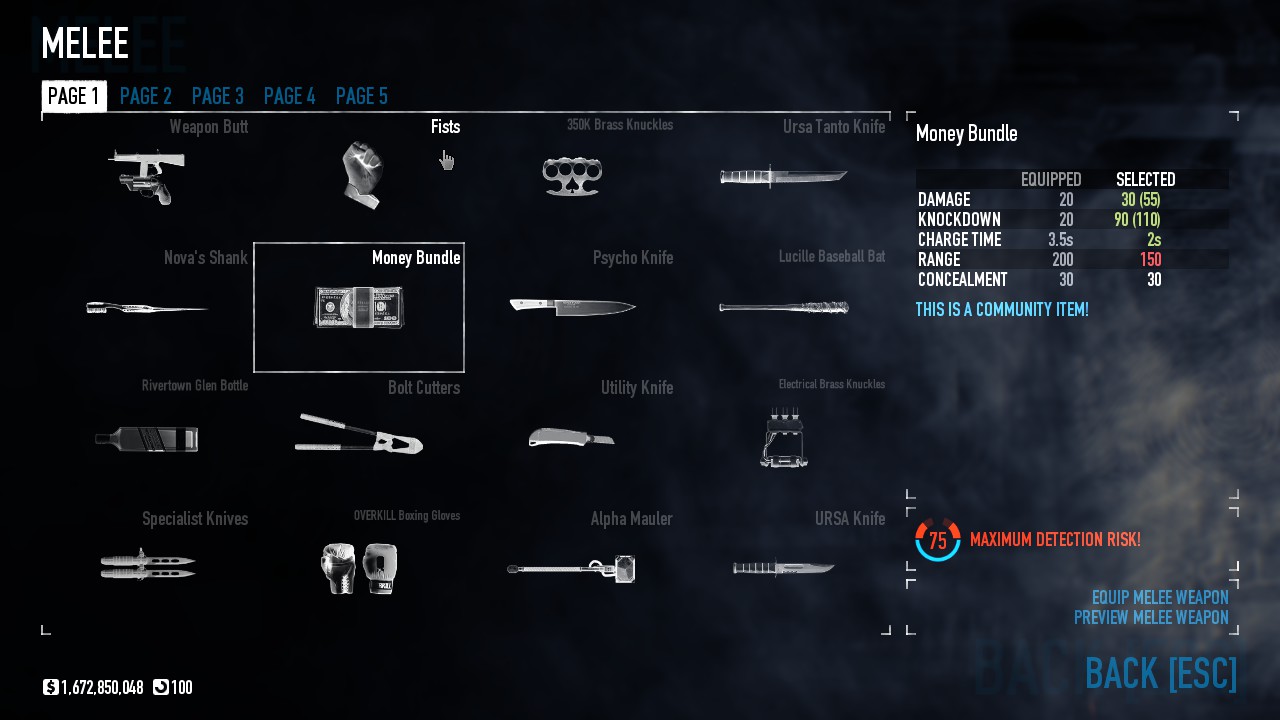 MELEE
PAGE 1 PAGE 2 PAGE 3 PAGE 4 PAGE 5
Weapon Butt Fists 350K Brass Knuckles Ursa Tanto Knife
Nova's Shank Money Bundle Psycho Knife Lucille Baseball Bat
Rivertown Glen Bottle Bolt Cutters Utility Knife Electrical Brass Knuckles
Specialist Knives OVERKILL Boxing Gloves Alpha Mauler URSA Knife
Money Bundle
EQUIPPED SELECTED
DAMAGE 20 30 (55)
KNOCKDOWN 20 90 (110)
CHARGE TIME 3.5s 2s
RANGE 200 150
CONCEALMENT 30 30
THIS IS A COMMUNITY ITEM!
75 MAXIMUM DETECTION RISK!
EQUIP MELEE WEAPON
PREVIEW MELEE WEAPON
BACK [ESC]
$1,672,850,048 100